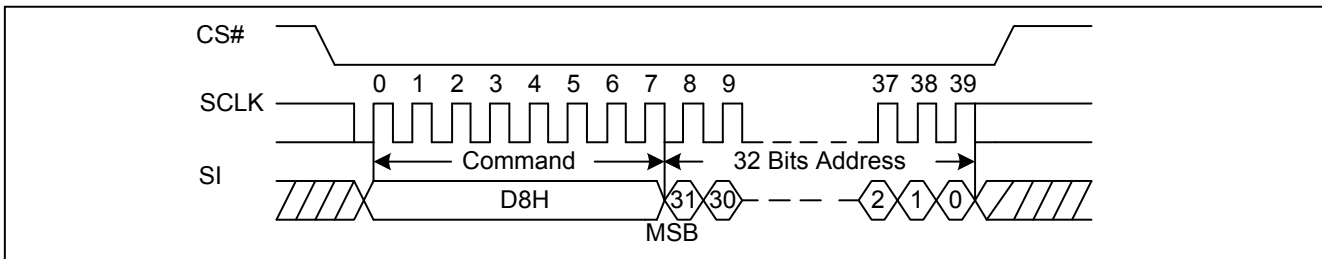 CS#
0 1 2 3 4 5 6 7 8 9 37 38 39
SCLK
Command 32 Bits Address
SI
D8H 31 30 2 1 0
MSB